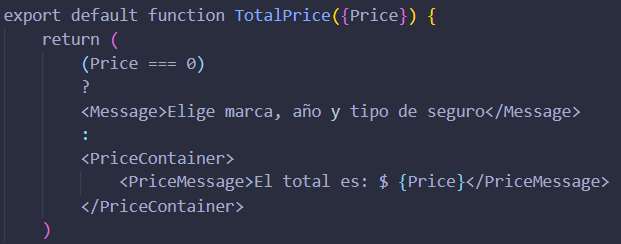 export default function TotalPrice({Price}) {
return (
(Price === 0)
?
<Message>Elige marca, año y tipo de seguro</Message>
:
<PriceContainer>
<PriceMessage>El total es: $ {Price}</PriceMessage>
</PriceContainer>
)